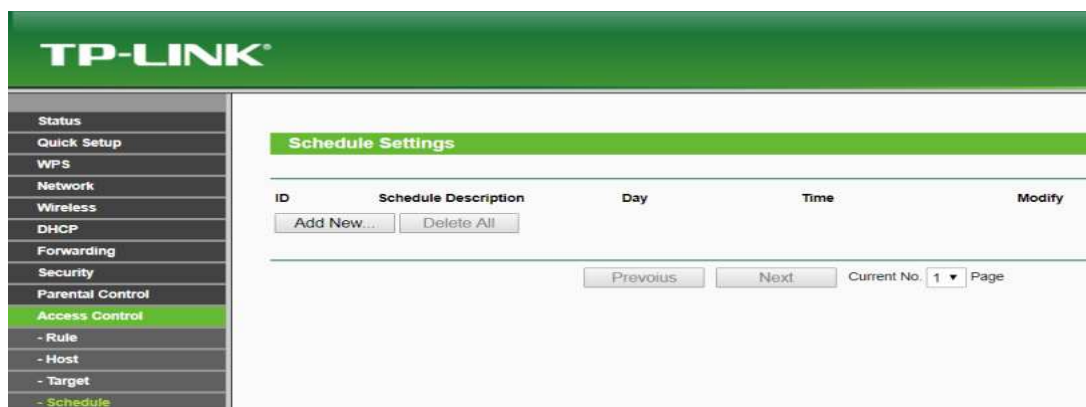 TP-LINK®
Status
Quick Setup
WPS
Network
Wireless
DHCP
Forwarding
Security
Parental Control
Access Control
- Rule
- Host
- Target
- Schedule
Schedule Settings
ID Schedule Description Day Time Modify
Add New... Delete All
Prevoius Next Current No. 1 Page